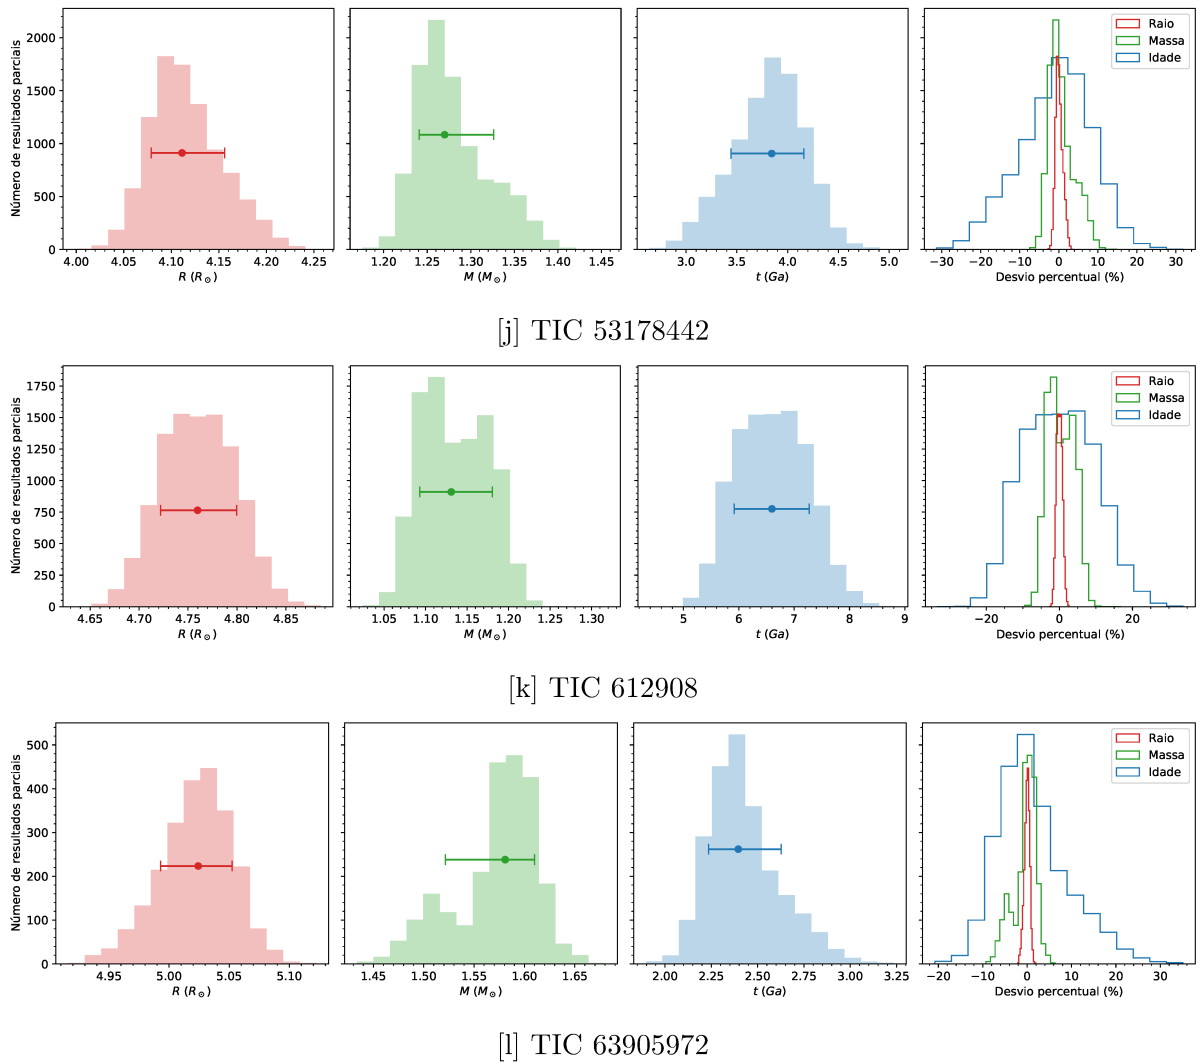 Número de resultados parciais
2000
1500
1000
500
0
4.00 4.05 4.10 4.15 4.20 4.25
R (R⊙)
1.20 1.25 1.30 1.35 1.40 1.45
M (M⊙)
3.0 3.5 4.0 4.5 5.0
t (Ga)
Raio
Massa
Idade
−30 −20 −10 0 10 20 30
Desvio percentual (%)
[j] TIC 53178442
Número de resultados parciais
1750
1500
1250
1000
750
500
250
0
4.65 4.70 4.75 4.80 4.85
R (R⊙)
1.05 1.10 1.15 1.20 1.25 1.30
M (M⊙)
5 6 7 8 9
t (Ga)
Raio
Massa
Idade
−20 0 20
Desvio percentual (%)
[k] TIC 612908
Número de resultados parciais
500
400
300
200
100
0
4.95 5.00 5.05 5.10
R (R⊙)
1.45 1.50 1.55 1.60 1.65
M (M⊙)
2.00 2.25 2.50 2.75 3.00 3.25
t (Ga)
Raio
Massa
Idade
−20 −10 0 10 20 30
Desvio percentual (%)
[l] TIC 63905972